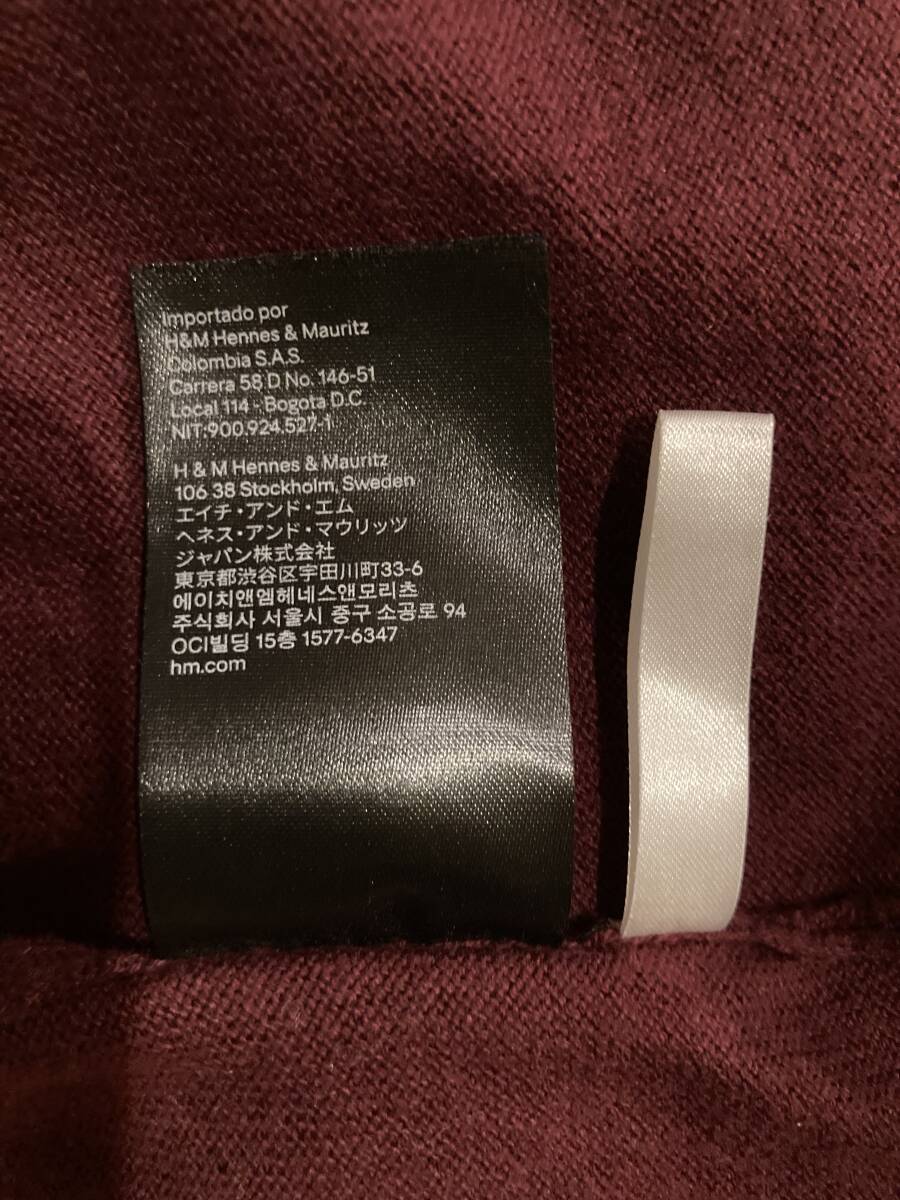 Importado por
H&M Hennes & Mauritz
Colombia S.A.S.
Carrera 58 D No. 146-51
Local 114 - Bogota D.C.
NIT:900.924.527-1
H & M Hennes & Mauritz
106 38 Stockholm, Sweden
エイチ・アンド・エム
ヘネス・アンド・マウリッツ
ジャパン株式会社
東京都渋谷区宇田川町33-6
에이치앤엠헤네스앤모리츠
주식회사 서울시 중구 소공로 94
OCI빌딩 15층 1577-6347
hm.com